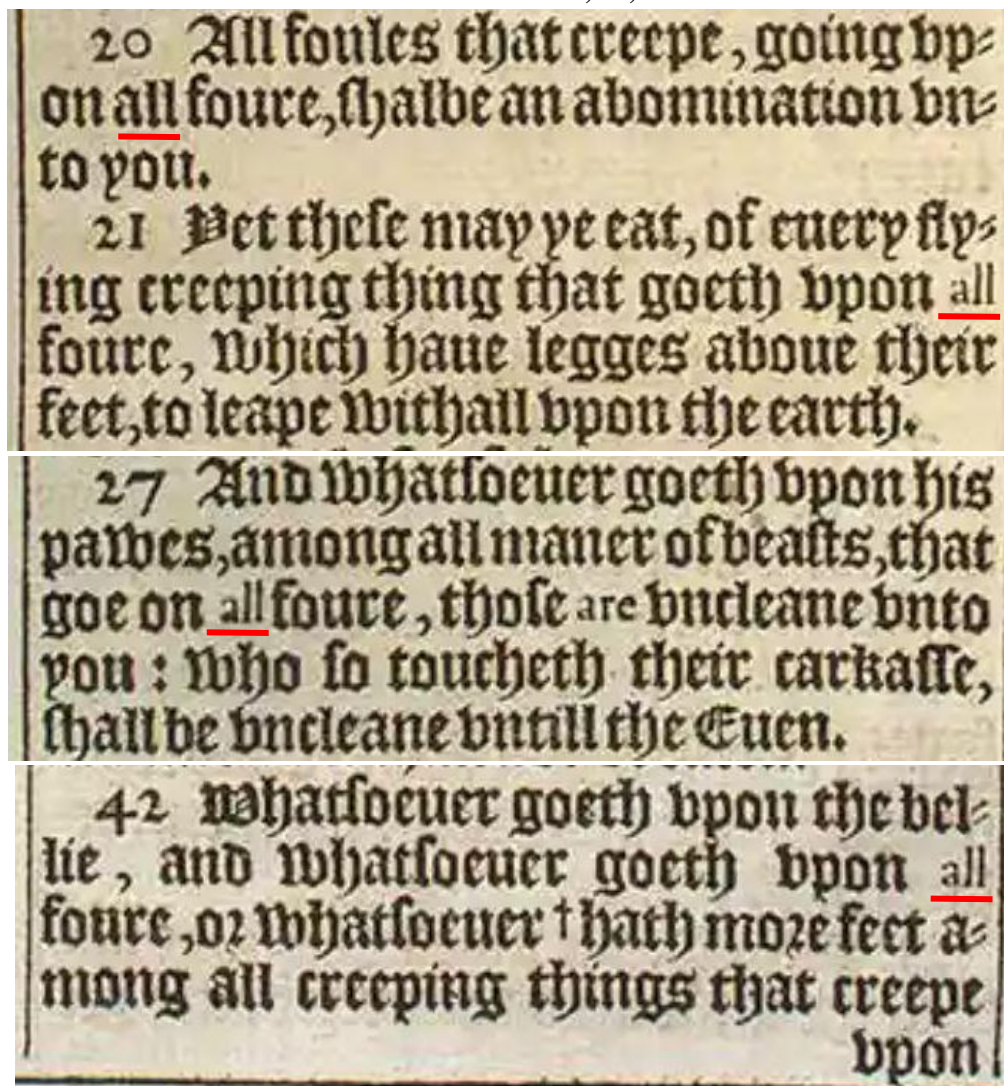 20 All foules that creepe, going vp⸗
on all foure, ſhalbe an abomination vn⸗
to you.
21 Yet theſe may ye eat, of euery fly⸗
ing creeping thing that goeth vpon all
foure, which haue legges aboue their
feet, to leape withall vpon the earth.
27 And whatſoeuer goeth vpon his
pawes, among all maner of beaſts, that
goe on all foure, thoſe are vncleane vnto
you: who ſo toucheth their carkaſſe,
ſhall be vncleane vntill the Euen.
42 Whatſoeuer goeth vpon the bel⸗
lie, and whatſoeuer goeth vpon all
foure, oꝛ whatſoeuer † hath moꝛe feet a⸗
mong all creeping things that creepe
vpon